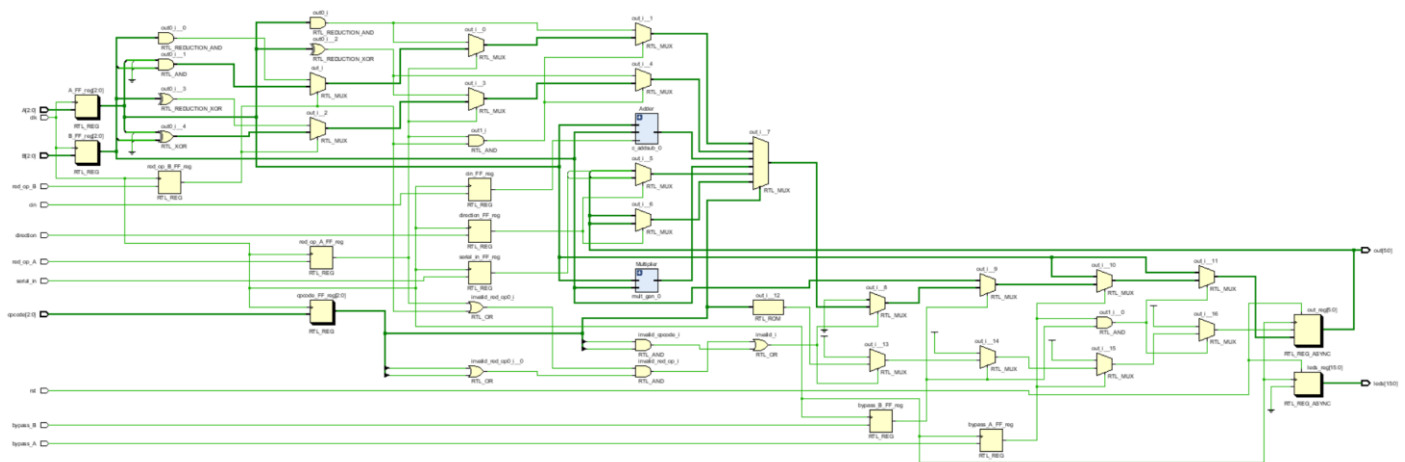 out0_i__0
RTL_REDUCTION_AND
out0_i__1
RTL_AND
out0_i__3
RTL_REDUCTION_XOR
out0_i__4
RTL_XOR
A_FF_reg[2:0]
RTL_REG
B_FF_reg[2:0]
RTL_REG
A[2:0]
clk
B[2:0]
red_op_B_FF_reg
RTL_REG
red_op_B
cin
direction
red_op_A
serial_in
opcode[2:0]
rst
bypass_B
bypass_A
out0_i
RTL_REDUCTION_AND
out0_i__2
RTL_REDUCTION_XOR
out_i
RTL_MUX
out_i__2
RTL_MUX
red_op_A_FF_reg
RTL_REG
opcode_FF_reg[2:0]
RTL_REG
out_i__0
RTL_MUX
out_i__3
RTL_MUX
out1_i
RTL_AND
cin_FF_reg
RTL_REG
direction_FF_reg
RTL_REG
serial_in_FF_reg
RTL_REG
invalid_red_op0_i
RTL_OR
invalid_red_op0_i__0
RTL_OR
out_i__1
RTL_MUX
out_i__4
RTL_MUX
Adder
c_addsub_0
out_i__5
RTL_MUX
out_i__6
RTL_MUX
Multiplier
mult_gen_0
invalid_opcode_i
RTL_AND
invalid_red_op_i
RTL_AND
out_i__7
RTL_MUX
out_i__12
RTL_ROM
invalid_i
RTL_OR
out_i__8
RTL_MUX
out_i__13
RTL_MUX
bypass_B_FF_reg
RTL_REG
out_i__9
RTL_MUX
out_i__14
RTL_MUX
bypass_A_FF_reg
RTL_REG
out_i__10
RTL_MUX
out1_i__0
RTL_AND
out_i__15
RTL_MUX
out_i__11
RTL_MUX
out_i__16
RTL_MUX
out_reg[5:0]
RTL_REG_ASYNC
leds_reg[15:0]
RTL_REG_ASYNC
out[5:0]
leds[15:0]